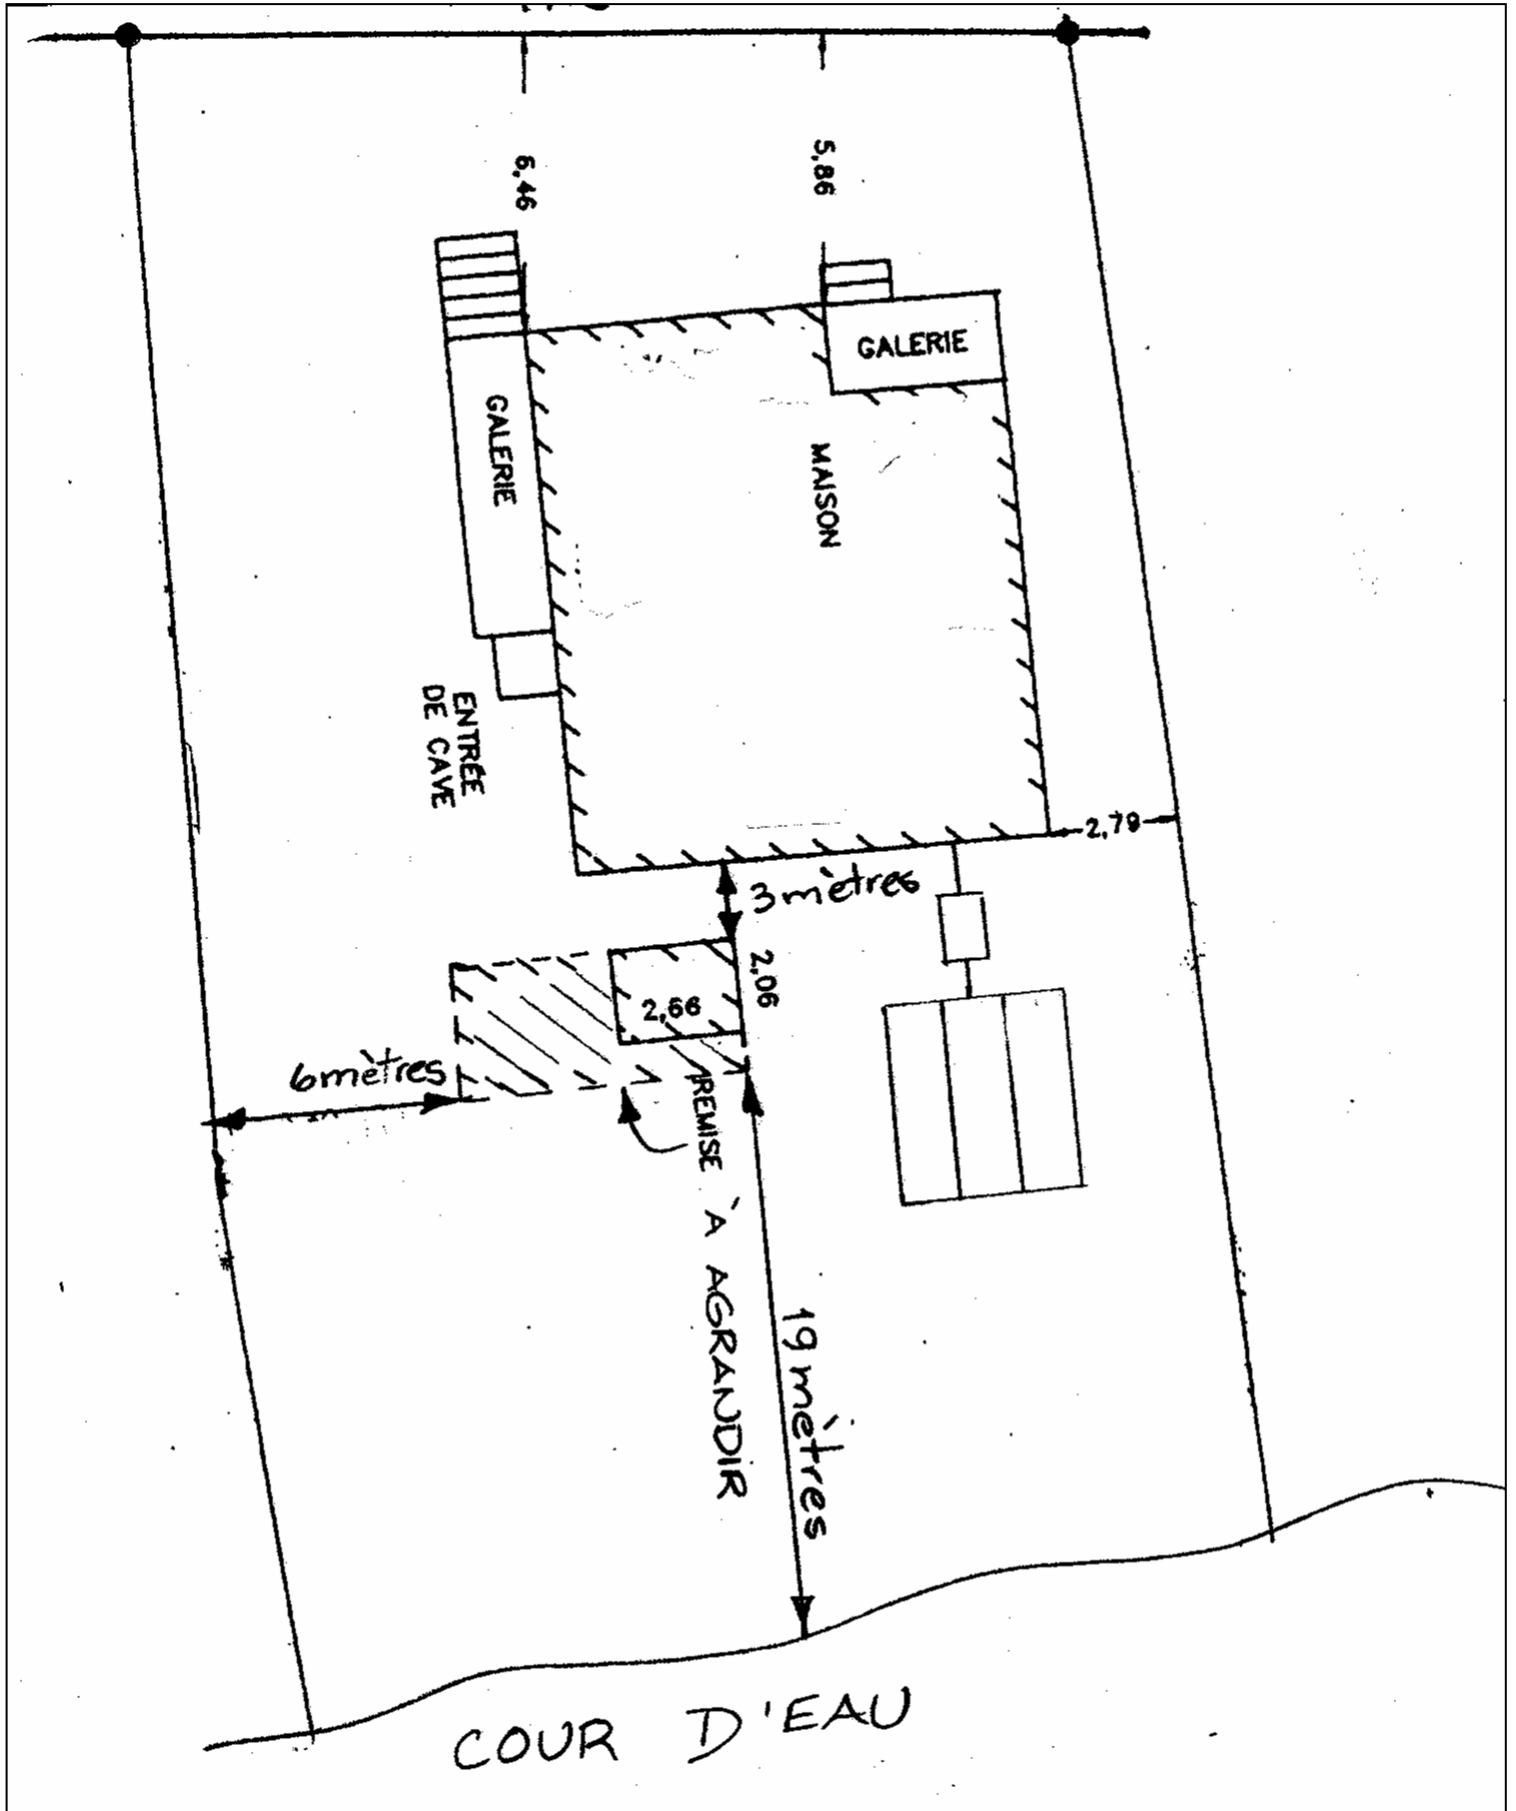 6,46
5,86
GALERIE
GALERIE
MAISON
ENTRÉE
DE CAVE
2,79
3 mètres
2,06
2,66
6 mètres
REMISE À AGRANDIR
19 mètres
COUR D'EAU